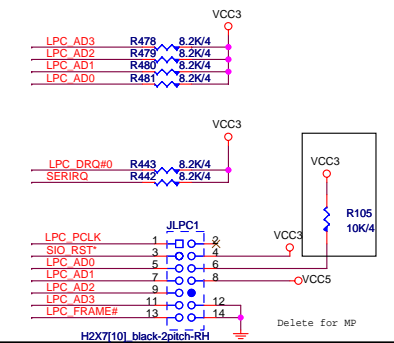 VCC3
LPC_AD3 R478 8.2K/4
LPC_AD2 R479 8.2K/4
LPC_AD1 R480 8.2K/4
LPC_AD0 R481 8.2K/4
VCC3
LPC_DRQ#0 R443 8.2K/4
SERIRQ R442 8.2K/4
VCC3
R105
10K/4
JLPC1
LPC_PCLK 1 2
VCC3
SIO_RST* 3 4
LPC_AD0 5 6
LPC_AD1 7 8 VCC5
LPC_AD2 9
LPC_AD3 11 12
LPC_FRAME# 13 14
Delete for MP
H2X7[10]_black-2pitch-RH